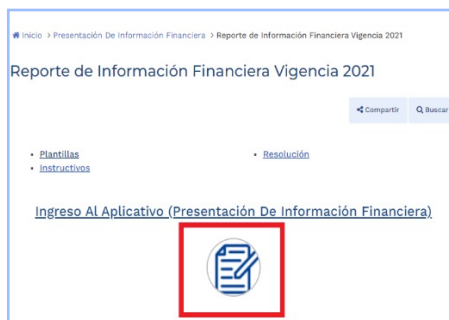 Inicio > Presentación De Información Financiera > Reporte de Información Financiera Vigencia 2021
Reporte de Información Financiera Vigencia 2021
Compartir Buscar
• Plantillas • Resolución
• Instructivos
Ingreso Al Aplicativo (Presentación De Información Financiera)